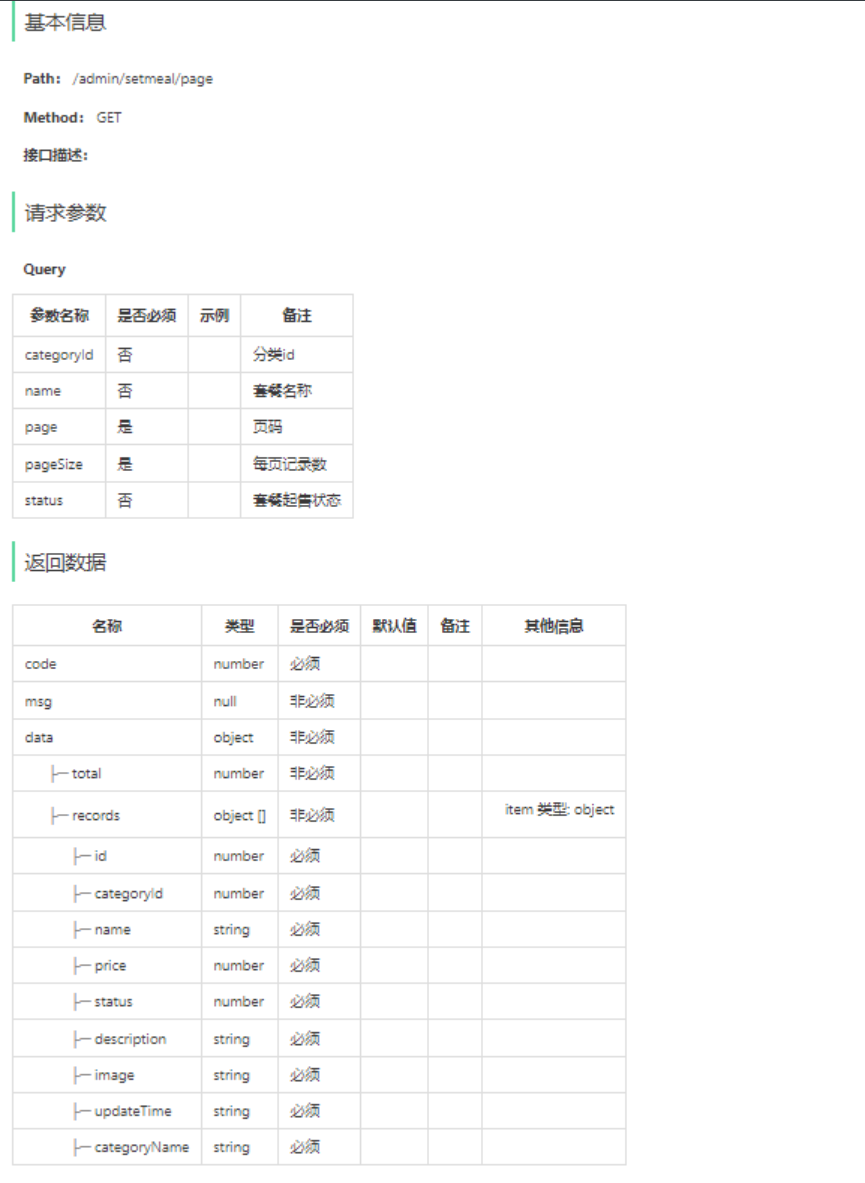 基本信息
Path： /admin/setmeal/page
Method： GET
接口描述：
请求参数
Query
参数名称 是否必须 示例 备注
categoryId 否 分类id
name 否 套餐名称
page 是 页码
pageSize 是 每页记录数
status 否 套餐起售状态
返回数据
名称 类型 是否必须 默认值 备注 其他信息
code number 必须
msg null 非必须
data object 非必须
├─ total number 非必须
├─ records object [] 非必须 item 类型: object
├─ id number 必须
├─ categoryId number 必须
├─ name string 必须
├─ price number 必须
├─ status number 必须
├─ description string 必须
├─ image string 必须
├─ updateTime string 必须
├─ categoryName string 必须